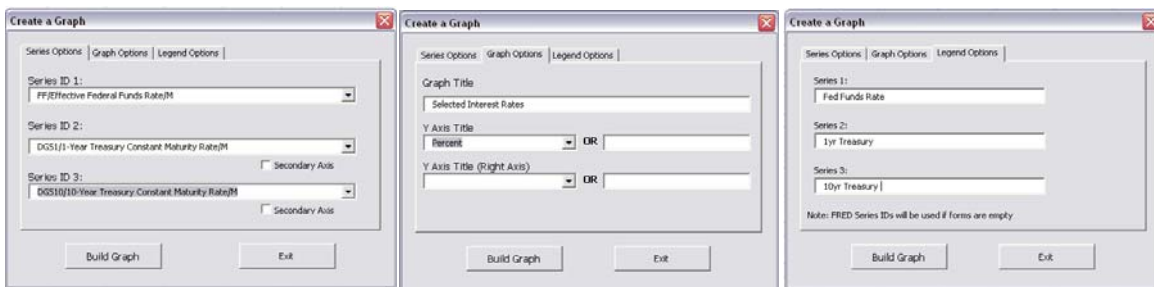 Create a Graph
Series Options
Graph Options
Legend Options
Series ID 1:
FF/Effective Federal Funds Rate/M
Series ID 2:
DGS1/1-Year Treasury Constant Maturity Rate/M
Secondary Axis
Series ID 3:
DGS10/10-Year Treasury Constant Maturity Rate/M
Secondary Axis
Build Graph
Exit
Create a Graph
Series Options
Graph Options
Legend Options
Graph Title
Selected Interest Rates
Y Axis Title
Percent
OR
Y Axis Title (Right Axis)
OR
Build Graph
Exit
Create a Graph
Series Options
Graph Options
Legend Options
Series 1:
Fed Funds Rate
Series 2:
1yr Treasury
Series 3:
10yr Treasury
Note: FRED Series IDs will be used if forms are empty
Build Graph
Exit